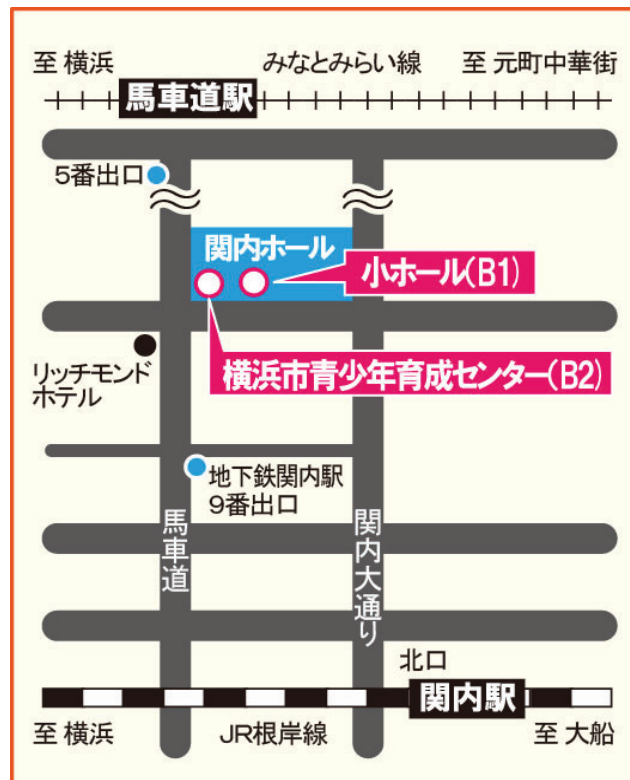 至 横浜
みなとみらい線
至 元町中華街
馬車道駅
5番出口
関内ホール
小ホール(B1)
横浜市青少年育成センター(B2)
リッチモンド
ホテル
地下鉄関内駅
9番出口
馬車道
関内大通り
北口
関内駅
至 横浜
JR根岸線
至 大船